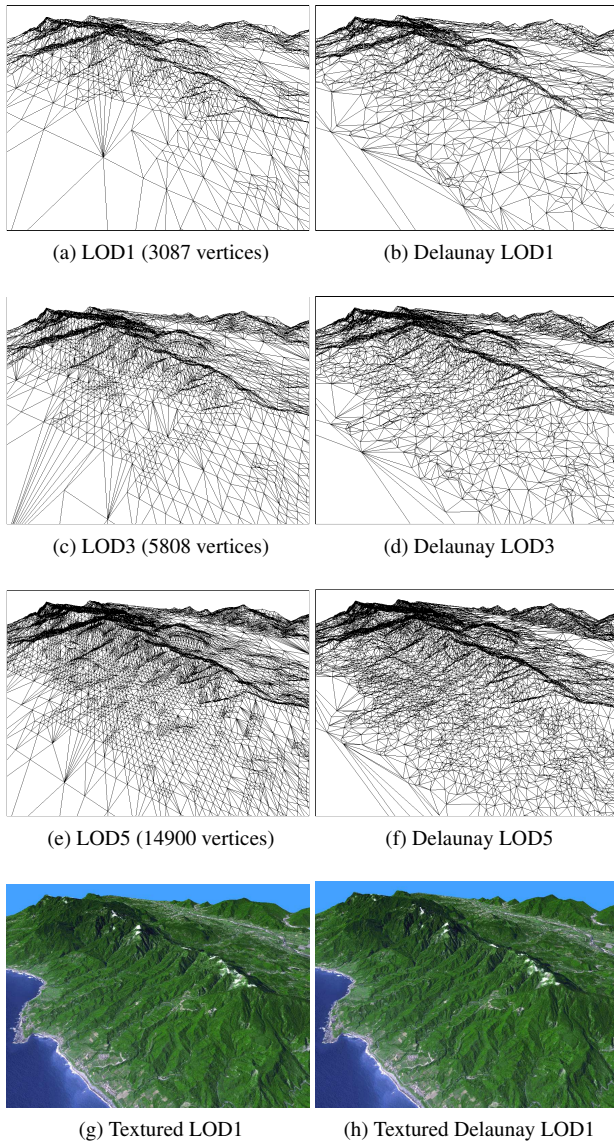 (a) LOD1 (3087 vertices)
(b) Delaunay LOD1
(c) LOD3 (5808 vertices)
(d) Delaunay LOD3
(e) LOD5 (14900 vertices)
(f) Delaunay LOD5
(g) Textured LOD1
(h) Textured Delaunay LOD1